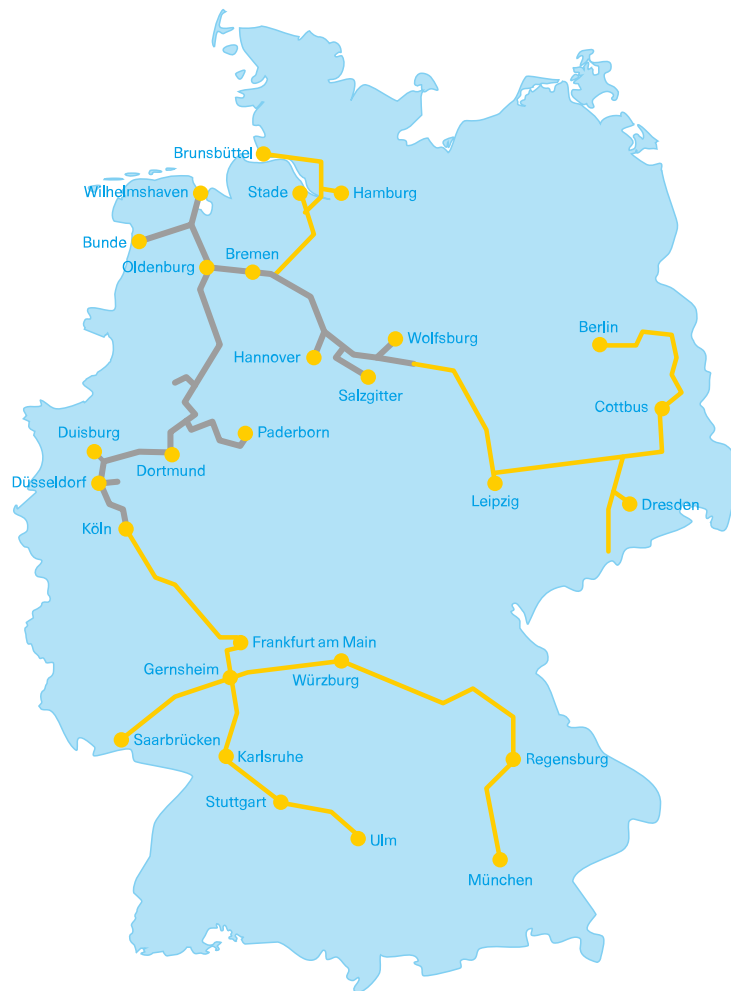 Brunsbüttel
Wilhelmshaven
Stade
Hamburg
Bunde
Bremen
Oldenburg
Berlin
Wolfsburg
Hannover
Salzgitter
Cottbus
Duisburg
Paderborn
Dortmund
Düsseldorf
Leipzig
Dresden
Köln
Frankfurt am Main
Gernsheim
Würzburg
Saarbrücken
Karlsruhe
Regensburg
Stuttgart
Ulm
München